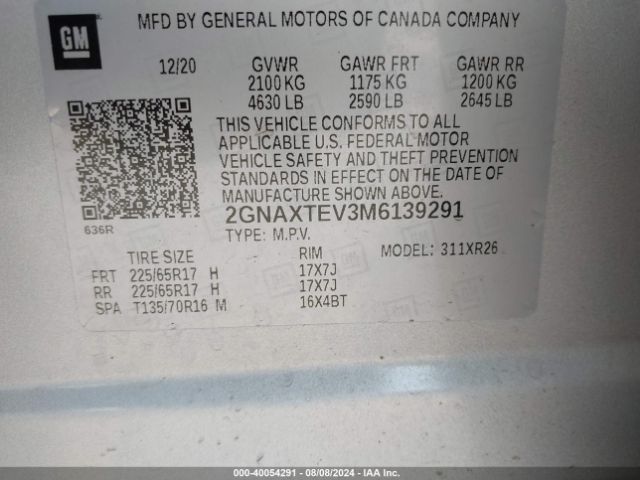 GM
MFD BY GENERAL MOTORS OF CANADA COMPANY
12/20 GVWR GAWR FRT GAWR RR
2100 KG 1175 KG 1200 KG
4630 LB 2590 LB 2645 LB
THIS VEHICLE CONFORMS TO ALL
APPLICABLE U.S. FEDERAL MOTOR
VEHICLE SAFETY AND THEFT PREVENTION
STANDARDS IN EFFECT ON THE DATE OF
MANUFACTURE SHOWN ABOVE.
2GNAXTEV3M6139291
636R
TYPE: M.P.V. MODEL: 311XR26
TIRE SIZE RIM
FRT 225/65R17 H 17X7J
RR 225/65R17 H 17X7J
SPA T135/70R16 M 16X4BT
000-40054291 - 08/08/2024 - IAA Inc.